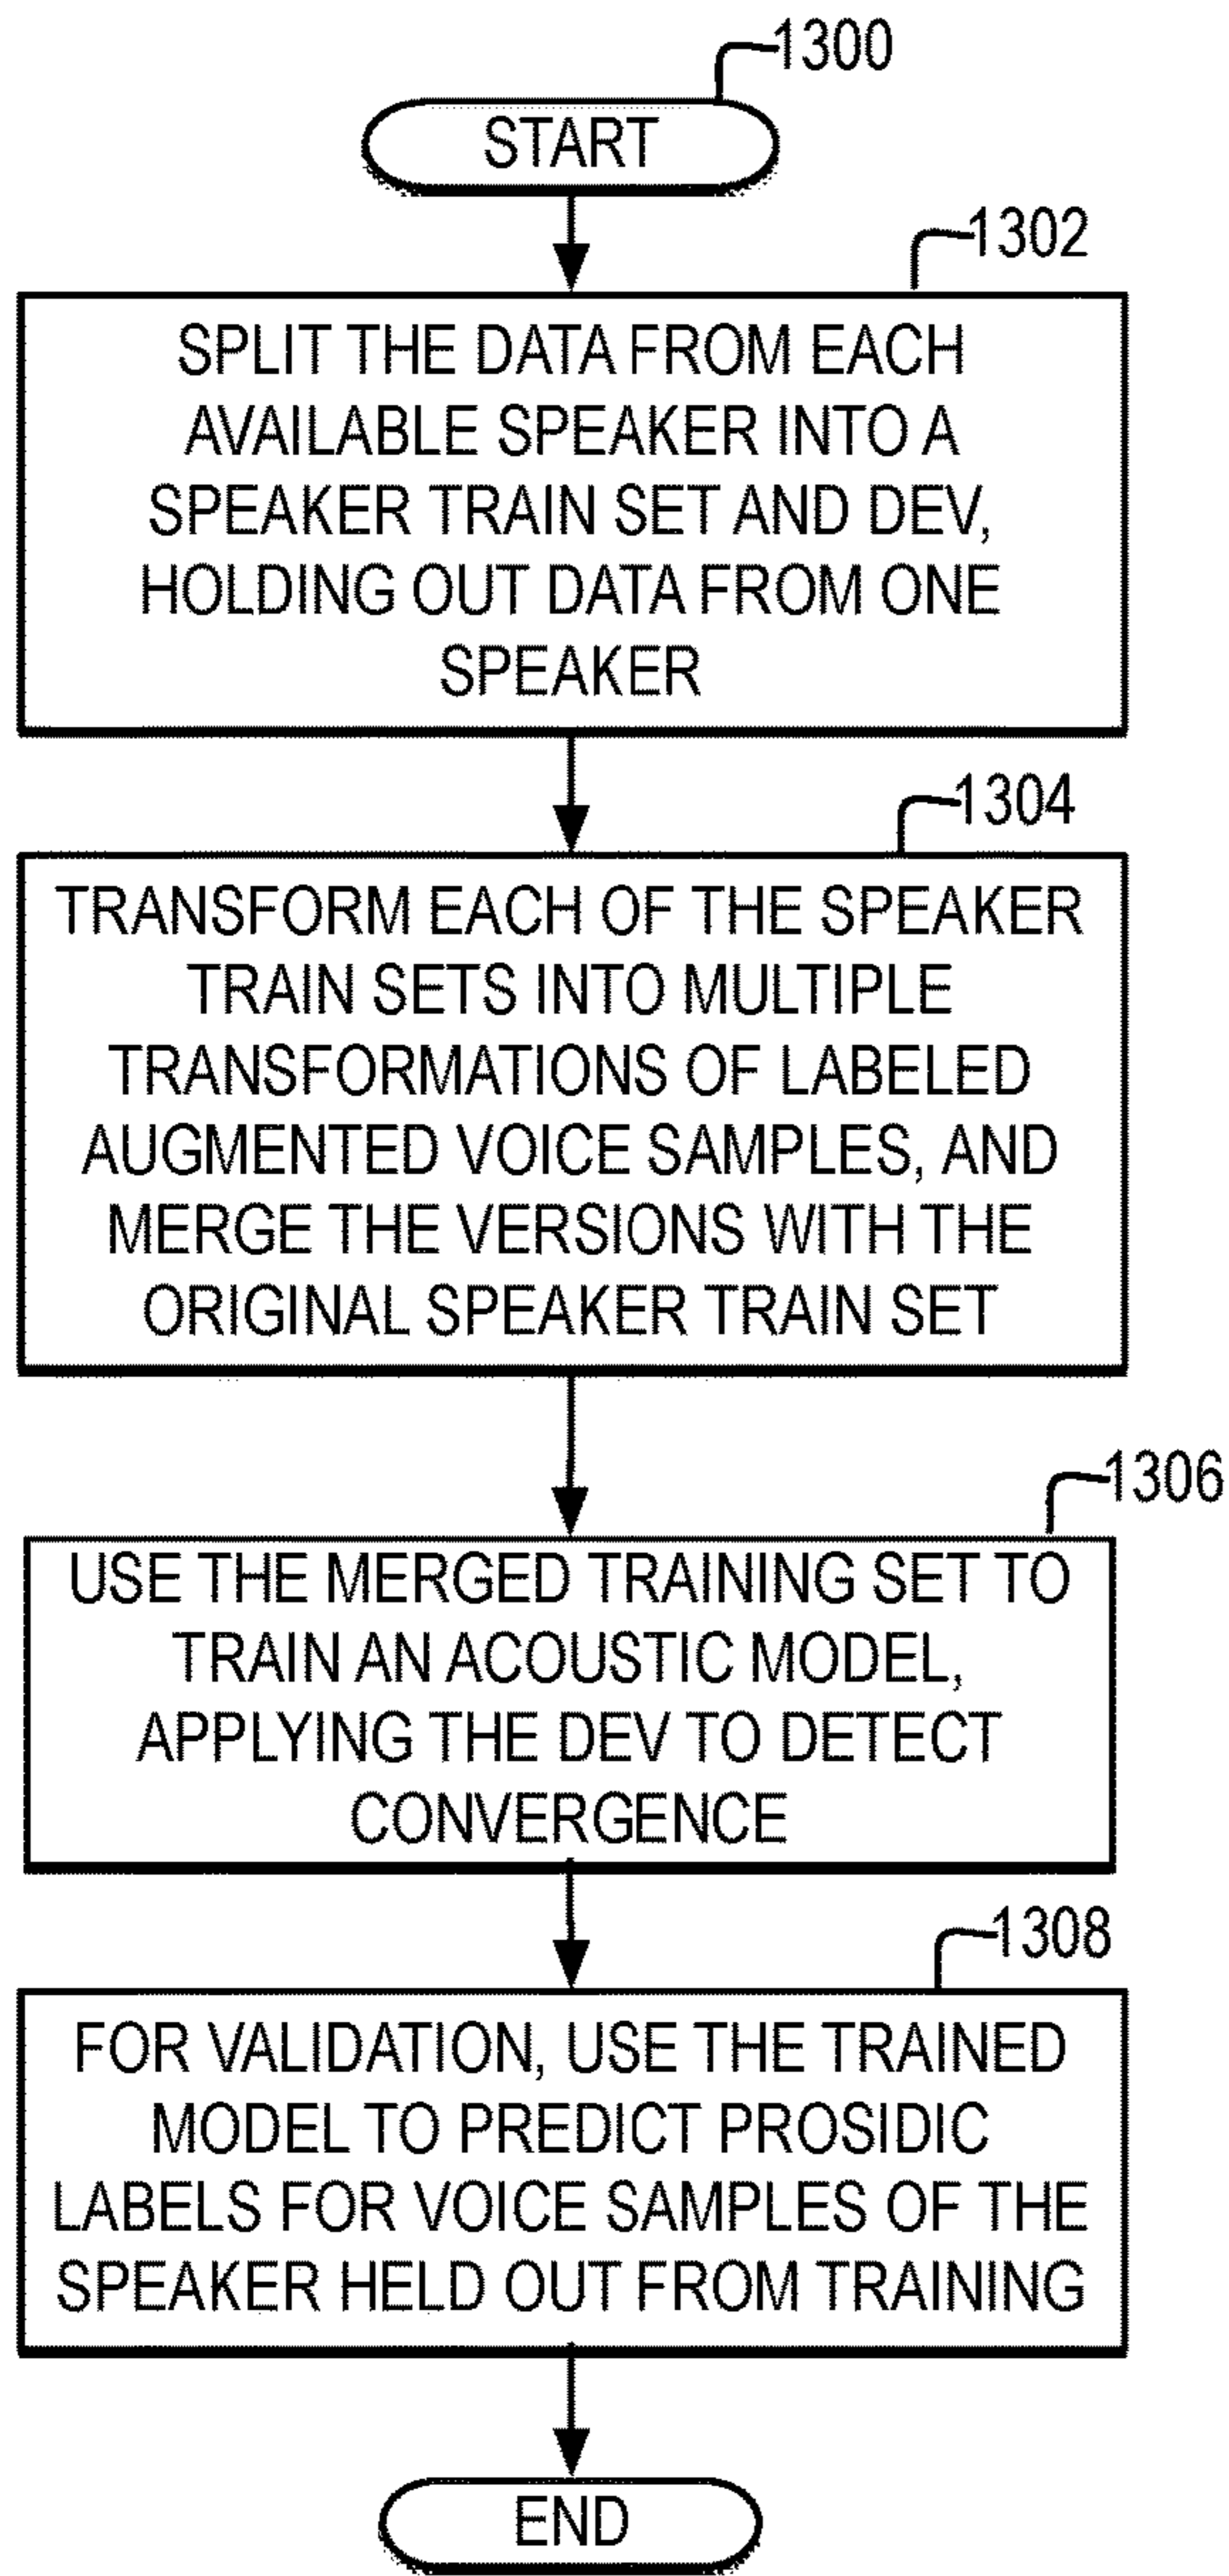 1300
START
1302
SPLIT THE DATA FROM EACH
AVAILABLE SPEAKER INTO A
SPEAKER TRAIN SET AND DEV,
HOLDING OUT DATA FROM ONE
SPEAKER
1304
TRANSFORM EACH OF THE SPEAKER
TRAIN SETS INTO MULTIPLE
TRANSFORMATIONS OF LABELED
AUGMENTED VOICE SAMPLES, AND
MERGE THE VERSIONS WITH THE
ORIGINAL SPEAKER TRAIN SET
1306
USE THE MERGED TRAINING SET TO
TRAIN AN ACOUSTIC MODEL,
APPLYING THE DEV TO DETECT
CONVERGENCE
1308
FOR VALIDATION, USE THE TRAINED
MODEL TO PREDICT PROSIDIC
LABELS FOR VOICE SAMPLES OF THE
SPEAKER HELD OUT FROM TRAINING
END